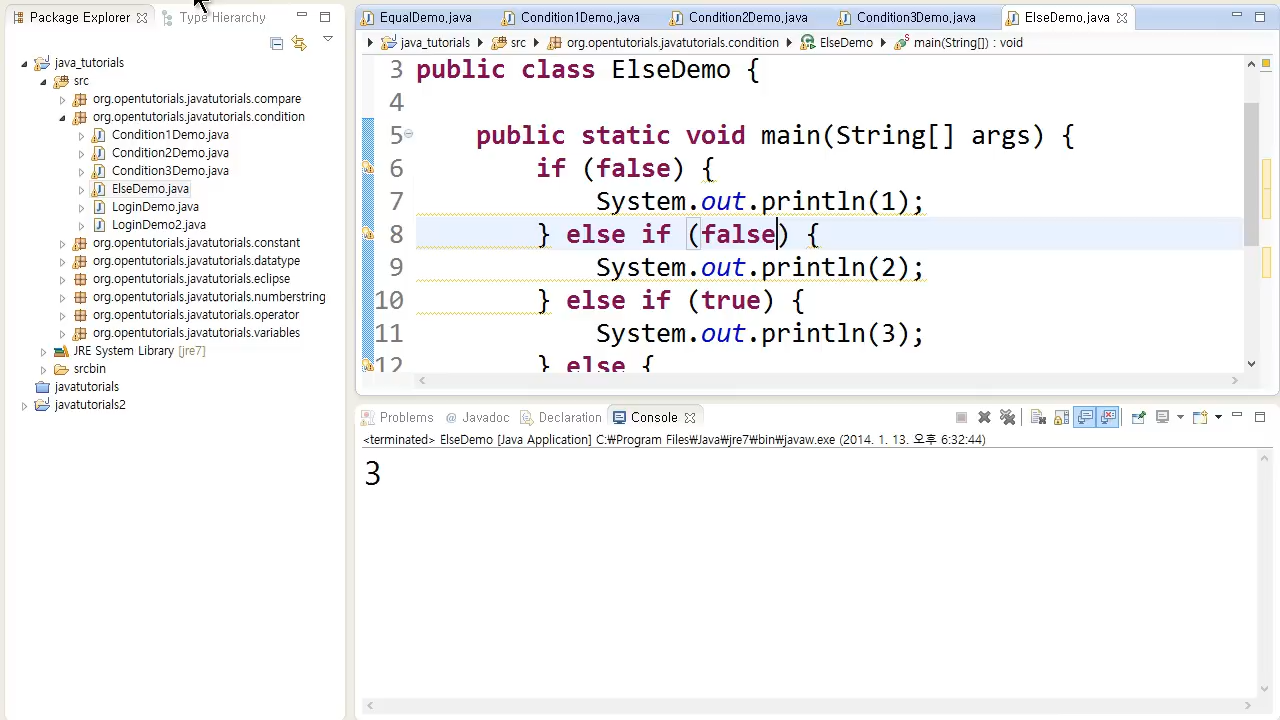 Package Explorer
Type Hierarchy
java_tutorials
src
org.opentutorials.javatutorials.compare
org.opentutorials.javatutorials.condition
Condition1Demo.java
Condition2Demo.java
Condition3Demo.java
ElseDemo.java
LoginDemo.java
LoginDemo2.java
org.opentutorials.javatutorials.constant
org.opentutorials.javatutorials.datatype
org.opentutorials.javatutorials.eclipse
org.opentutorials.javatutorials.numberstring
org.opentutorials.javatutorials.operator
org.opentutorials.javatutorials.variables
JRE System Library [jre7]
srcbin
javatutorials
javatutorials2
EqualDemo.java Condition1Demo.java Condition2Demo.java Condition3Demo.java ElseDemo.java
java_tutorials src org.opentutorials.javatutorials.condition ElseDemo main(String[]) : void
3 public class ElseDemo {
4
5 public static void main(String[] args) {
6 if (false) {
7 System.out.println(1);
8 } else if (false) {
9 System.out.println(2);
10 } else if (true) {
11 System.out.println(3);
12 } else {
Problems @ Javadoc Declaration Console
<terminated> ElseDemo [Java Application] C:₩Program Files₩Java₩jre7₩bin₩javaw.exe (2014. 1. 13. 오후 6:32:44)
3